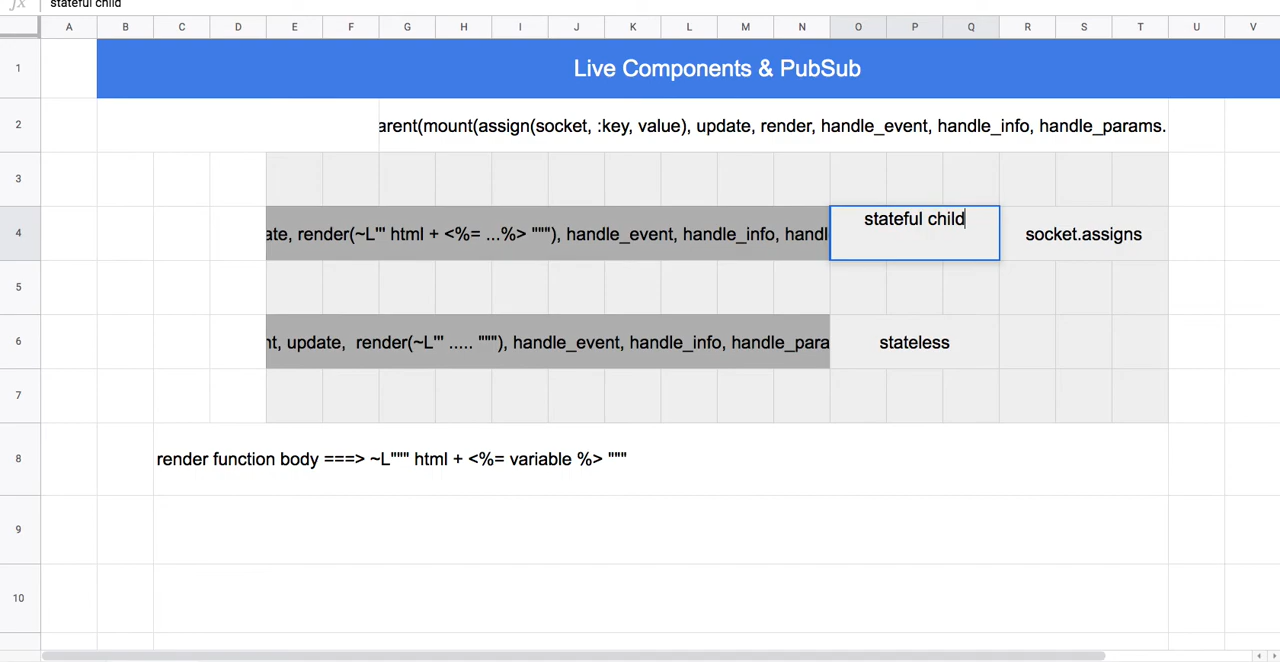 stateful child
A B C D E F G H I J K L M N O P Q R S T U V
1 Live Components & PubSub
2 arent(mount(assign(socket, :key, value), update, render, handle_event, handle_info, handle_params.
3
4 ate, render(~L"' html + <%= ...%> """), handle_event, handle_info, handl stateful child socket.assigns
5
6 nt, update, render(~L"' ..... """), handle_event, handle_info, handle_para stateless
7
8 render function body ===> ~L""" html + <%= variable %> """
9
10